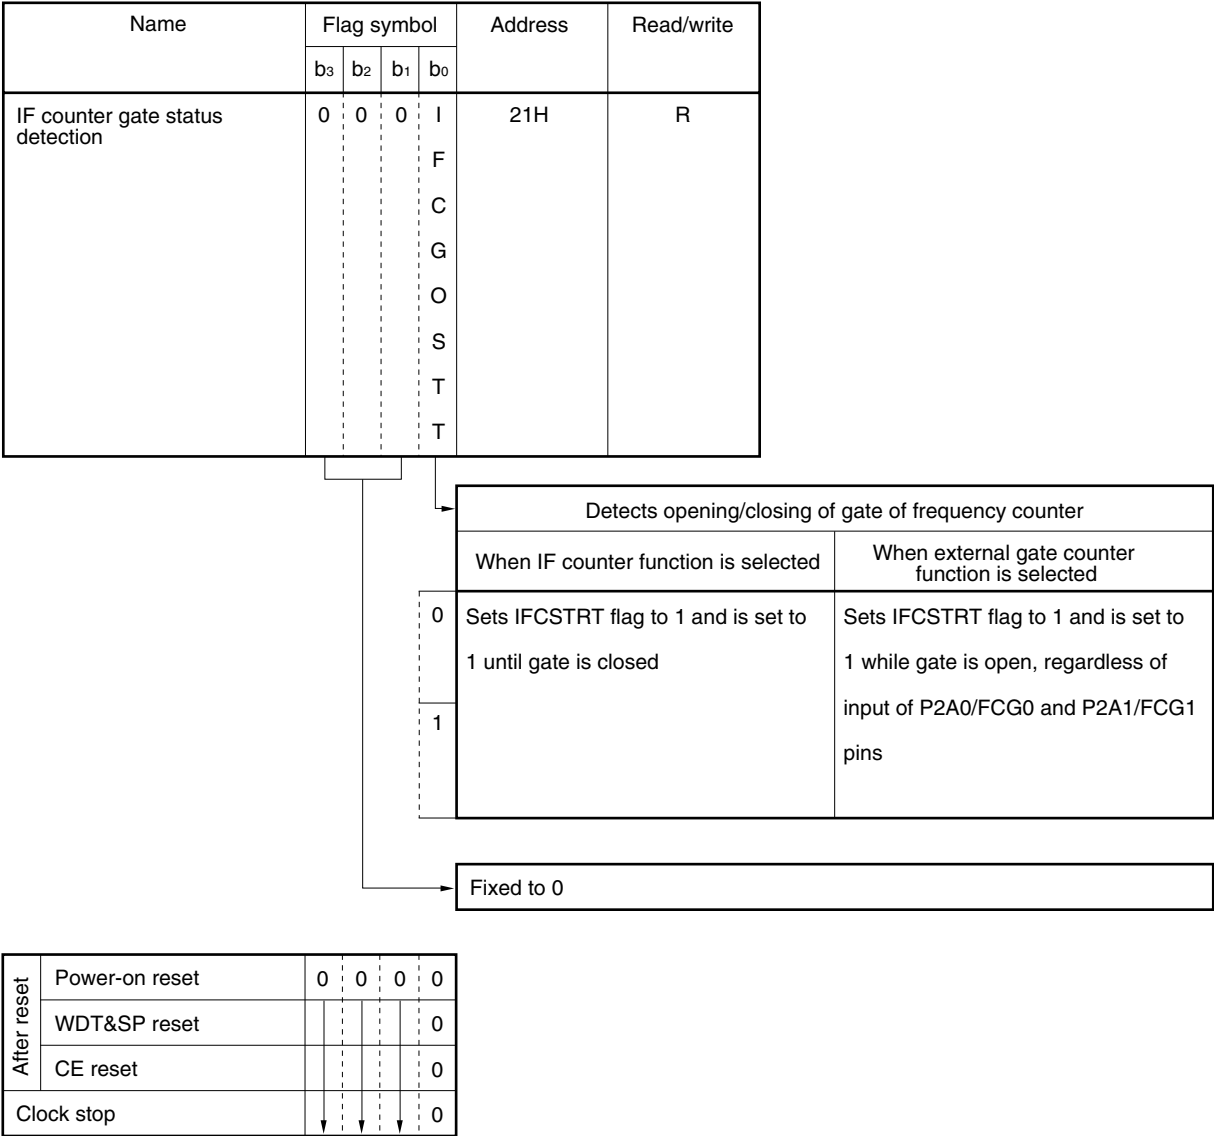 Name Flag symbol Address Read/write
b3 b2 b1 b0
IF counter gate status 0 0 0 I 21H R
detection
F
C
G
O
S
T
T
Detects opening/closing of gate of frequency counter
When IF counter function is selected
When external gate counter
function is selected
0
Sets IFCSTRT flag to 1 and is set to
1 until gate is closed
1
Sets IFCSTRT flag to 1 and is set to
1 while gate is open, regardless of
input of P2A0/FCG0 and P2A1/FCG1
pins
Fixed to 0
After reset
Power-on reset 0 0 0 0
WDT&SP reset 0
CE reset 0
Clock stop 0